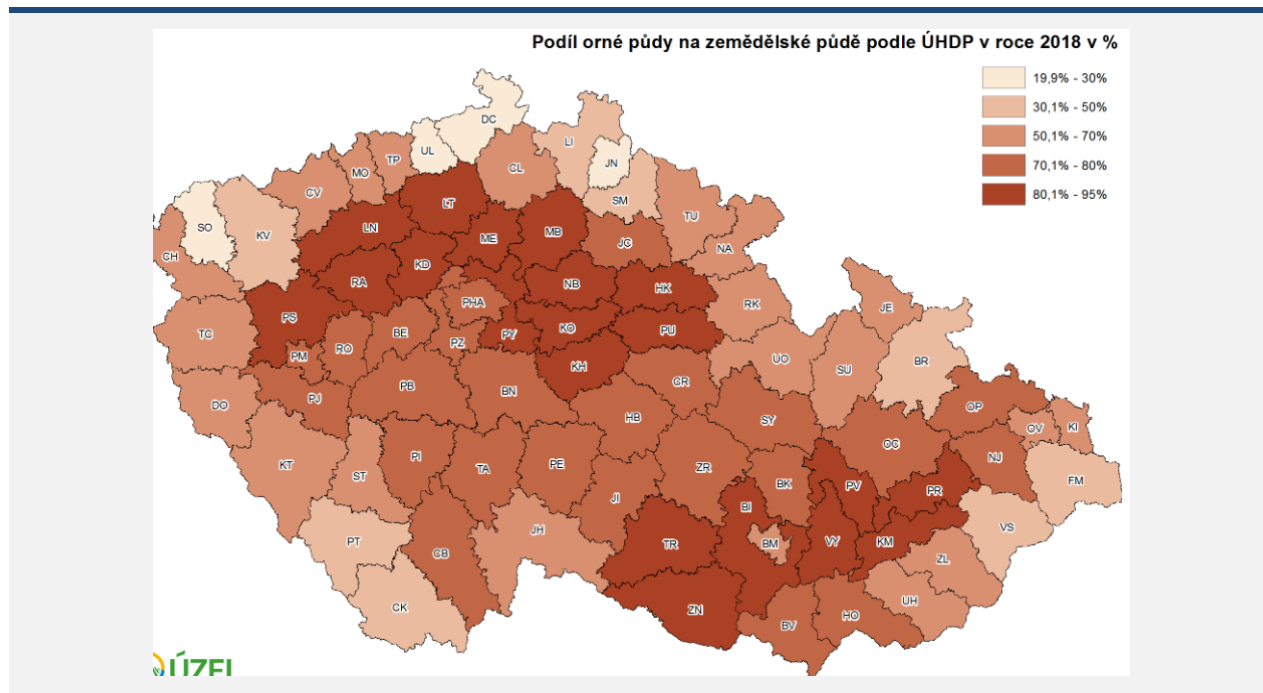 Podíl orné půdy na zemědělské půdě podle ÚHDP v roce 2018 v %
19,9% - 30%
30,1% - 50%
50,1% - 70%
70,1% - 80%
80,1% - 95%
DC
LI
UL
JN
TP
MO
CL
CV
SM
LT
TU
SO
KV
LN
ME
MB
JC
NA
CH
KD
RA
NB
HK
PHA
RK
JE
PS
KO
PU
TC
BE
PZ
PY
RO
PM
UO
SU
BR
KH
CR
PB
BN
PJ
DO
OP
HB
SY
OV
KI
OC
NJ
KT
PI
TA
PE
ZR
ST
BK
PV
PR
FM
JI
BI
VS
JH
PT
CB
TR
BM
VY
KM
ZL
CK
ZN
UH
HO
BV
ÚZEI